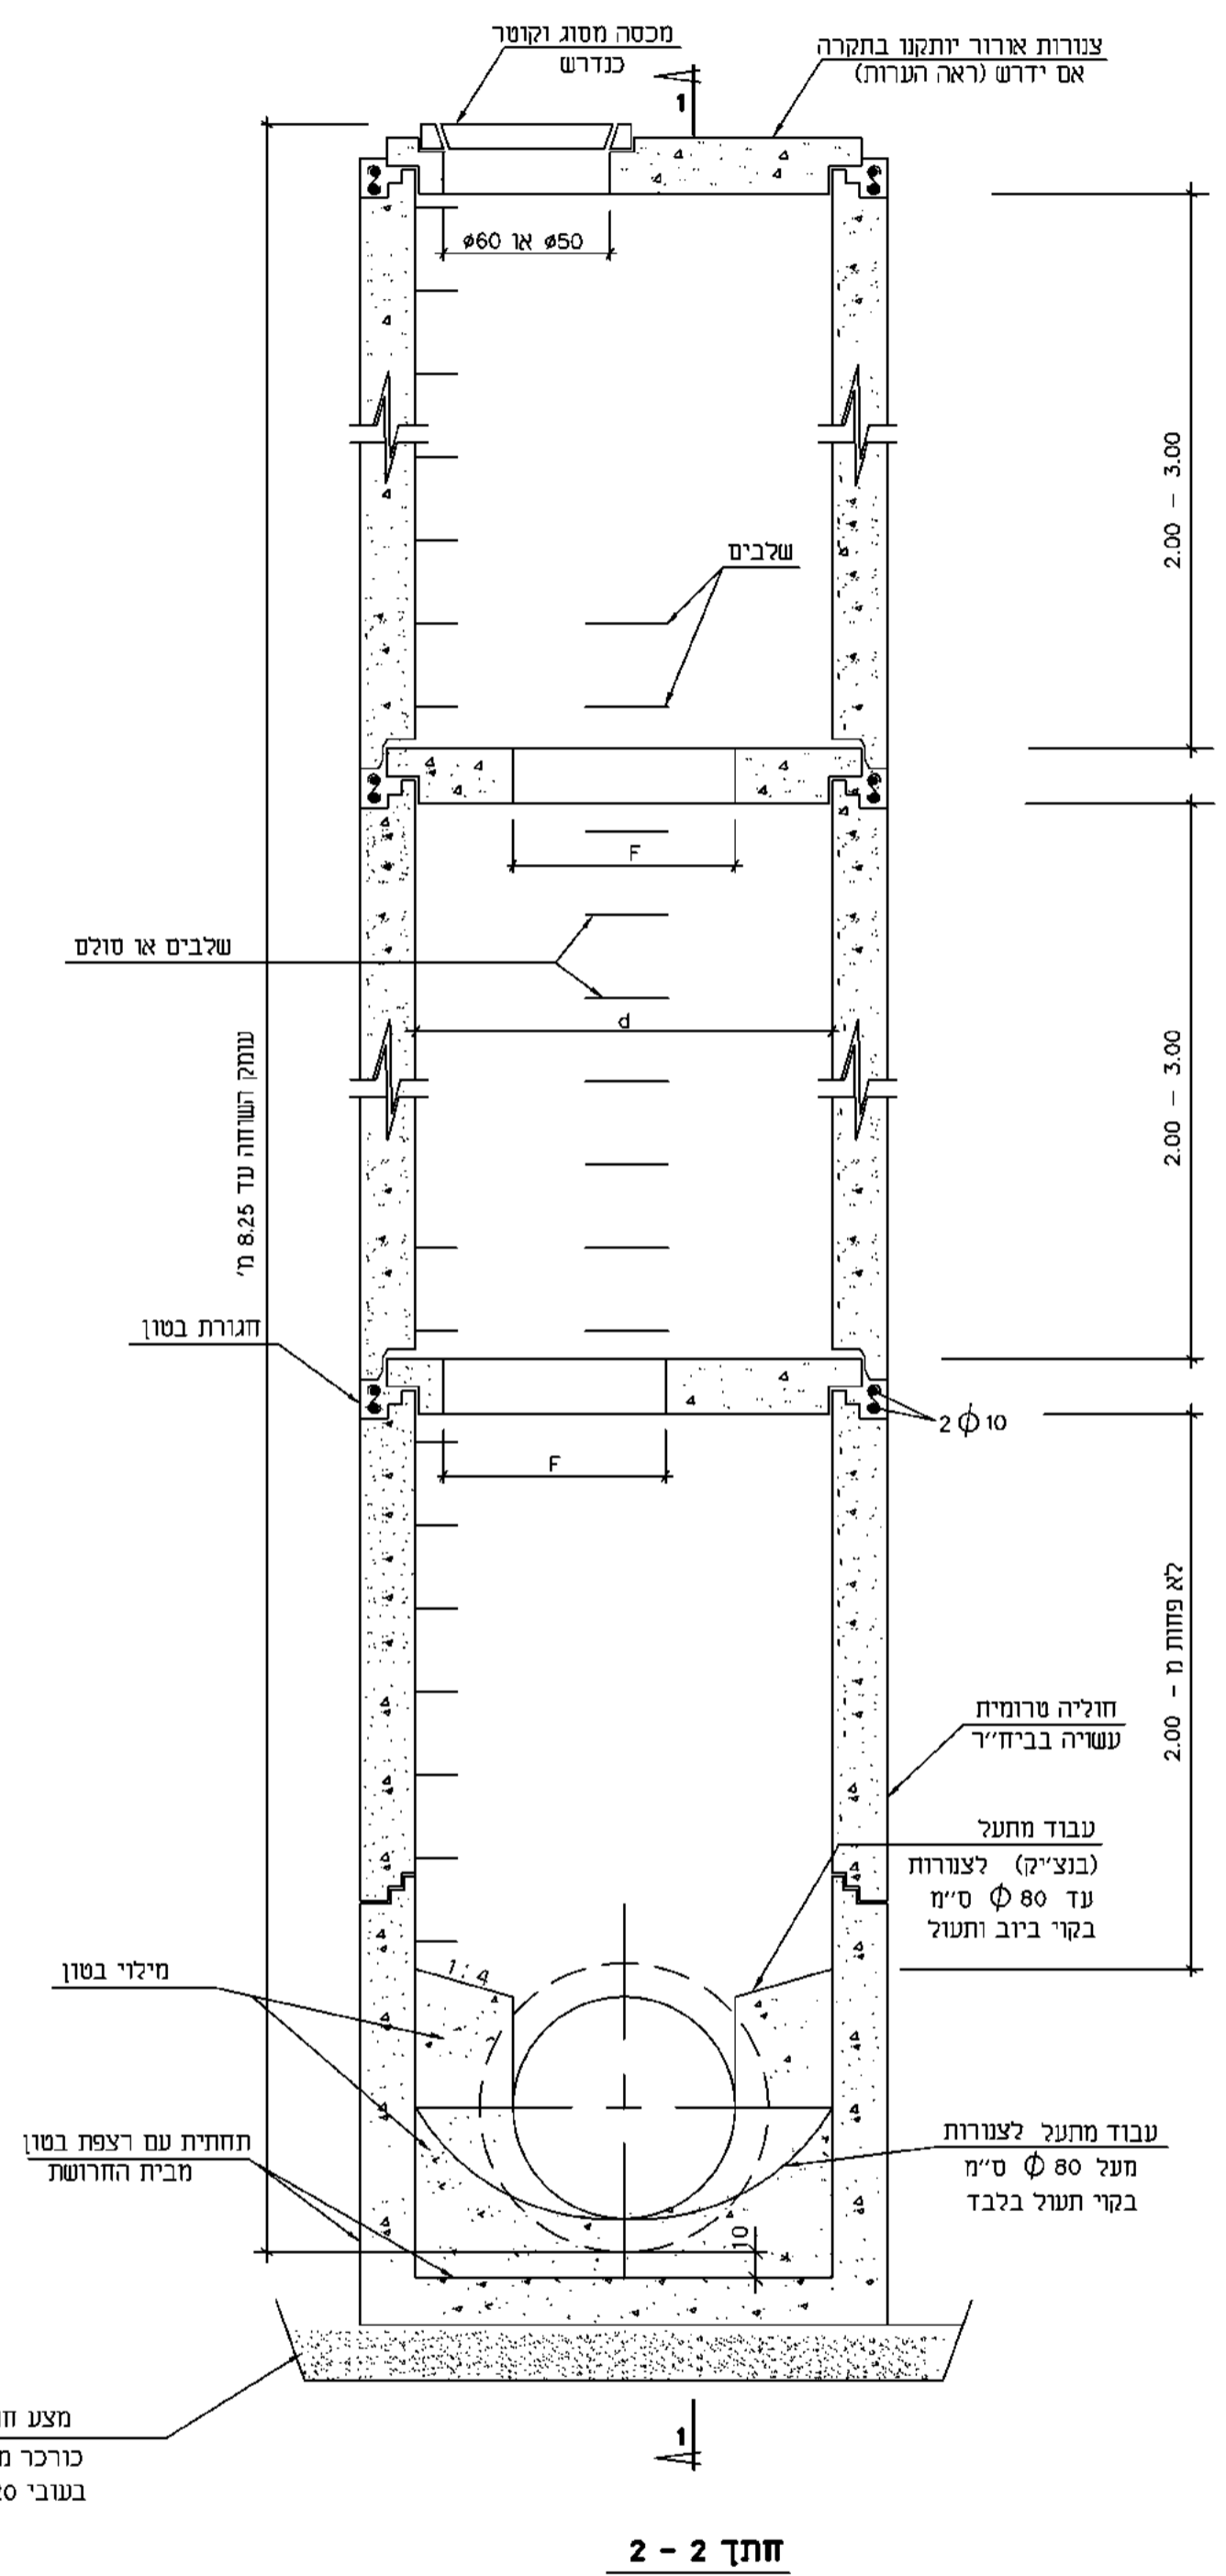 מכסה מסוג וקוטר
כנדרש
צנורות אורור יותקנו בתקרה
אם ידרש (ראה הערות)
1
ø60 או ø50
2.00 - 3.00
שלבים
F
שלבים או סולם
d
2.00 - 3.00
עומק השוחה עד 8.25 מ'
חגורת בטון
2 ϕ 10
F
לא פחות מ - 2.00
חוליה טרומית
עשויה בביח"ר
עבוד מתעל
(בנצ'יק) לצנורות
עד 80 ϕ ס"מ
בקוי ביוב ותעול
1:4
מילוי בטון
תחתית עם רצפת בטון
מבית החרושת
עבוד מתעל לצנורות
מעל 80 ϕ ס"מ
בקוי תעול בלבד
10
מצע
כורכר
בעובי 20
1
חתך 2 - 2